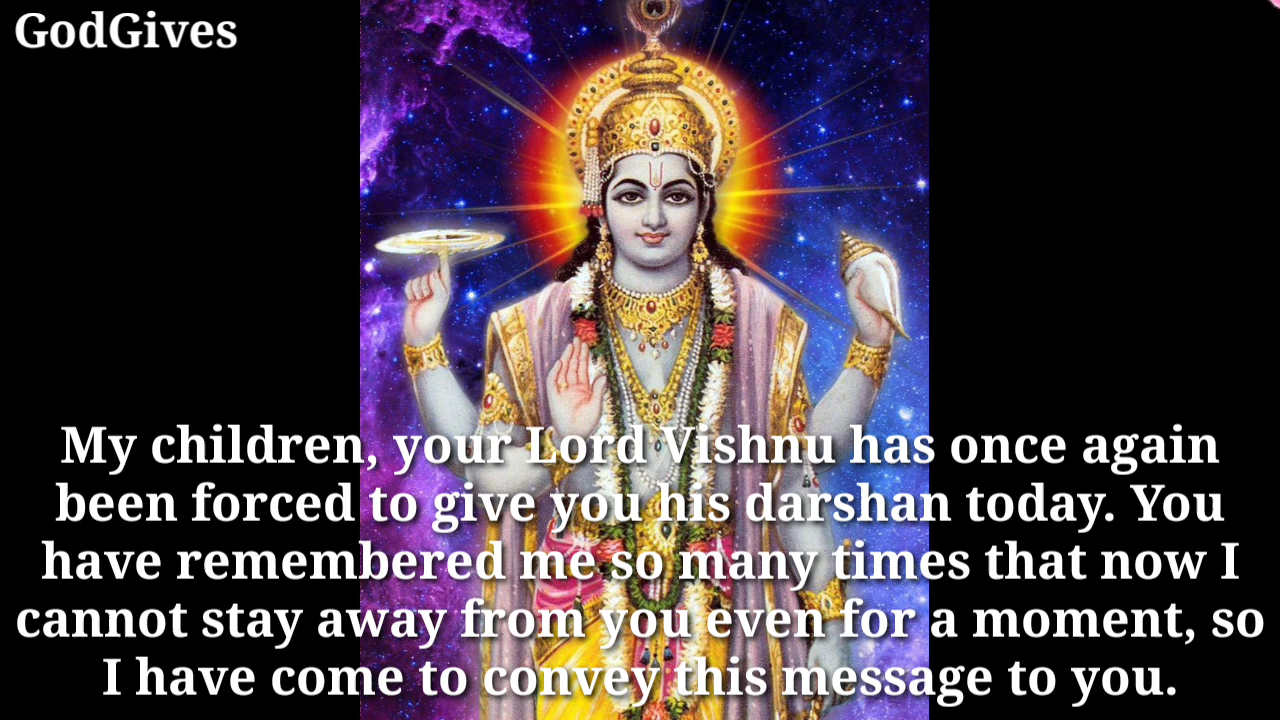 GodGives
My children, your Lord Vishnu has once again
been forced to give you his darshan today. You
have remembered me so many times that now I
cannot stay away from you even for a moment, so
I have come to convey this message to you.